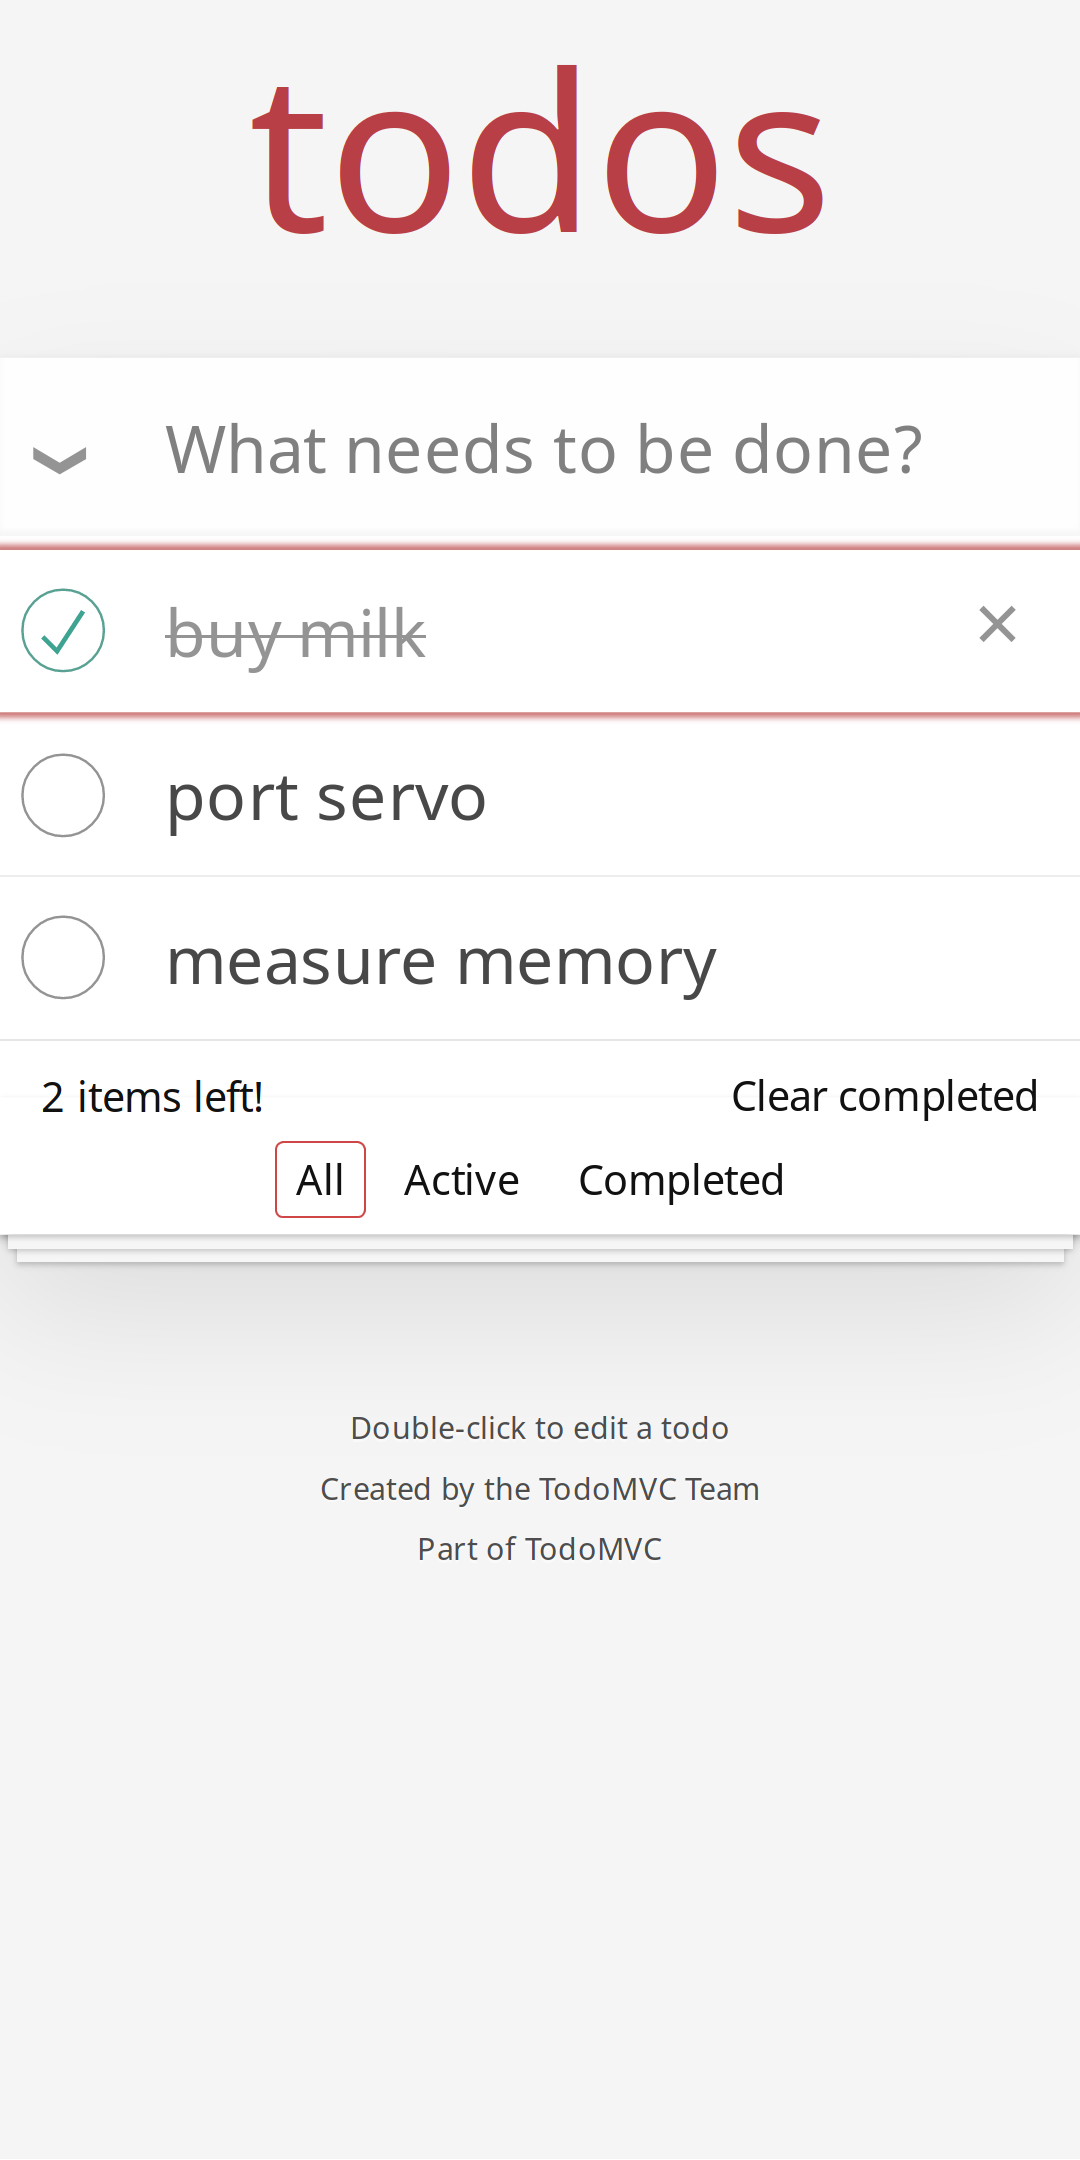 todos
What needs to be done?
buy milk
port servo
measure memory
2 items left!
Clear completed
All Active Completed
Double-click to edit a todo
Created by the TodoMVC Team
Part of TodoMVC